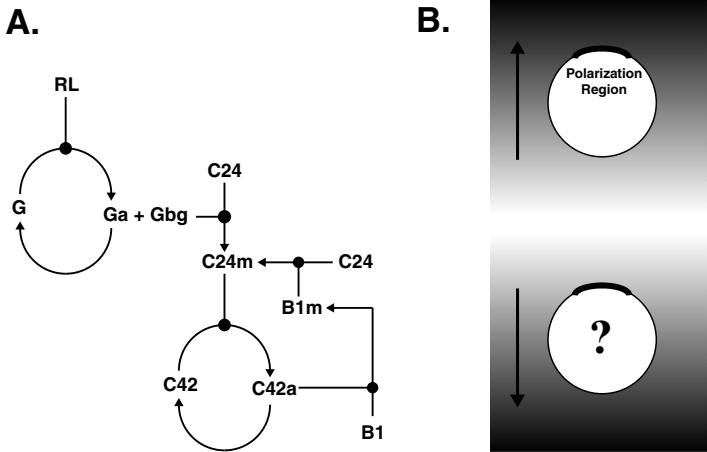 A.
RL
G
Ga + Gbg
C24
C24m
C24
B1m
C42
C42a
B1
B.
Polarization
Region
?